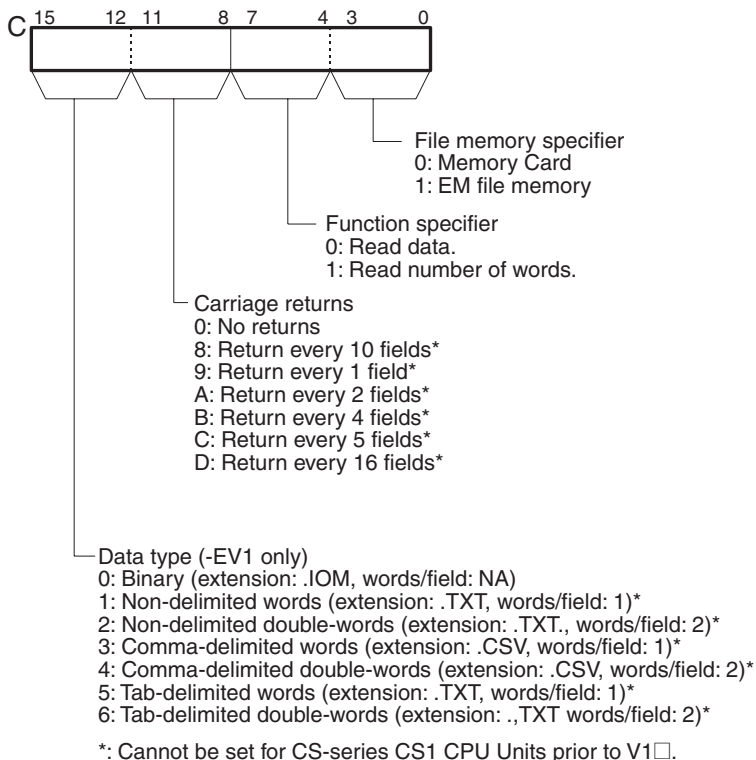 C
15 12 11 8 7 4 3 0
File memory specifier
0: Memory Card
1: EM file memory
Function specifier
0: Read data.
1: Read number of words.
Carriage returns
0: No returns
8: Return every 10 fields*
9: Return every 1 field*
A: Return every 2 fields*
B: Return every 4 fields*
C: Return every 5 fields*
D: Return every 16 fields*
Data type (-EV1 only)
0: Binary (extension: .IOM, words/field: NA)
1: Non-delimited words (extension: .TXT, words/field: 1)*
2: Non-delimited double-words (extension: .TXT., words/field: 2)*
3: Comma-delimited words (extension: .CSV, words/field: 1)*
4: Comma-delimited double-words (extension: .CSV, words/field: 2)*
5: Tab-delimited words (extension: .TXT, words/field: 1)*
6: Tab-delimited double-words (extension: .,TXT words/field: 2)*
*: Cannot be set for CS-series CS1 CPU Units prior to V1□.